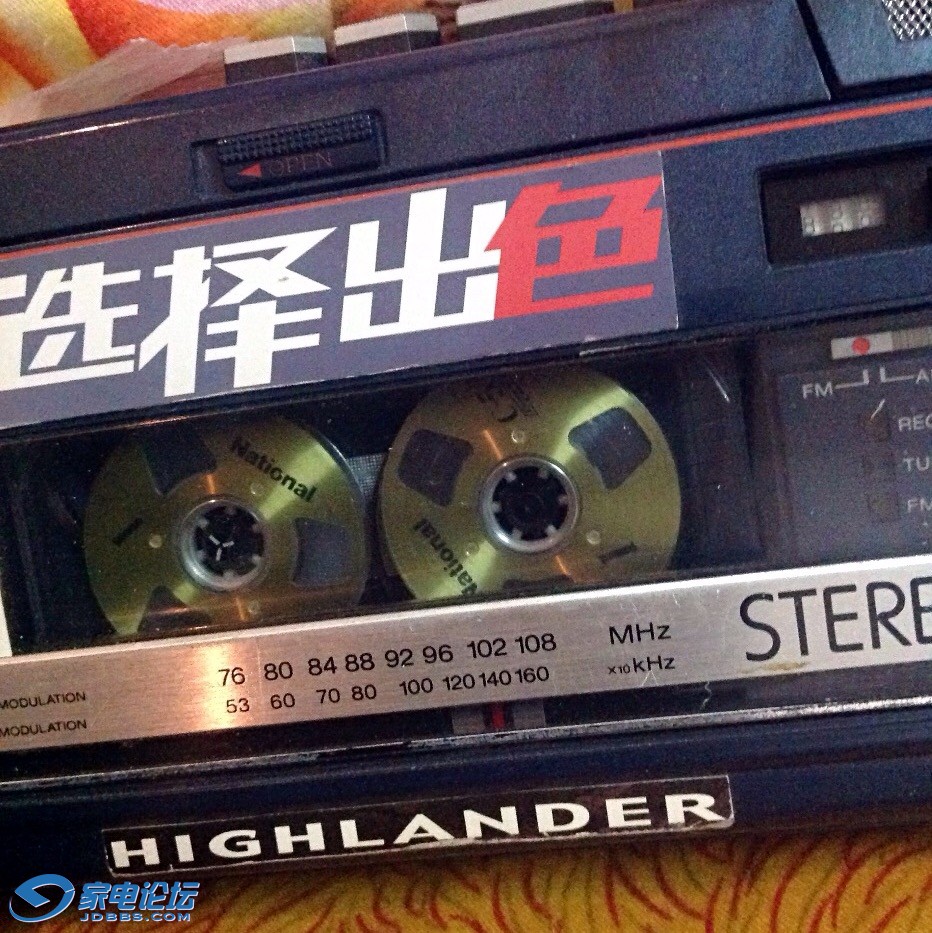 OPEN
选择出色
FM
REC
TU
FM
National
National
STERE
76 80 84 88 92 96 102 108 MHz
53 60 70 80 100 120 140 160 x10 kHz
MODULATION
MODULATION
HIGHLANDER
家电论坛
JDBBS.COM